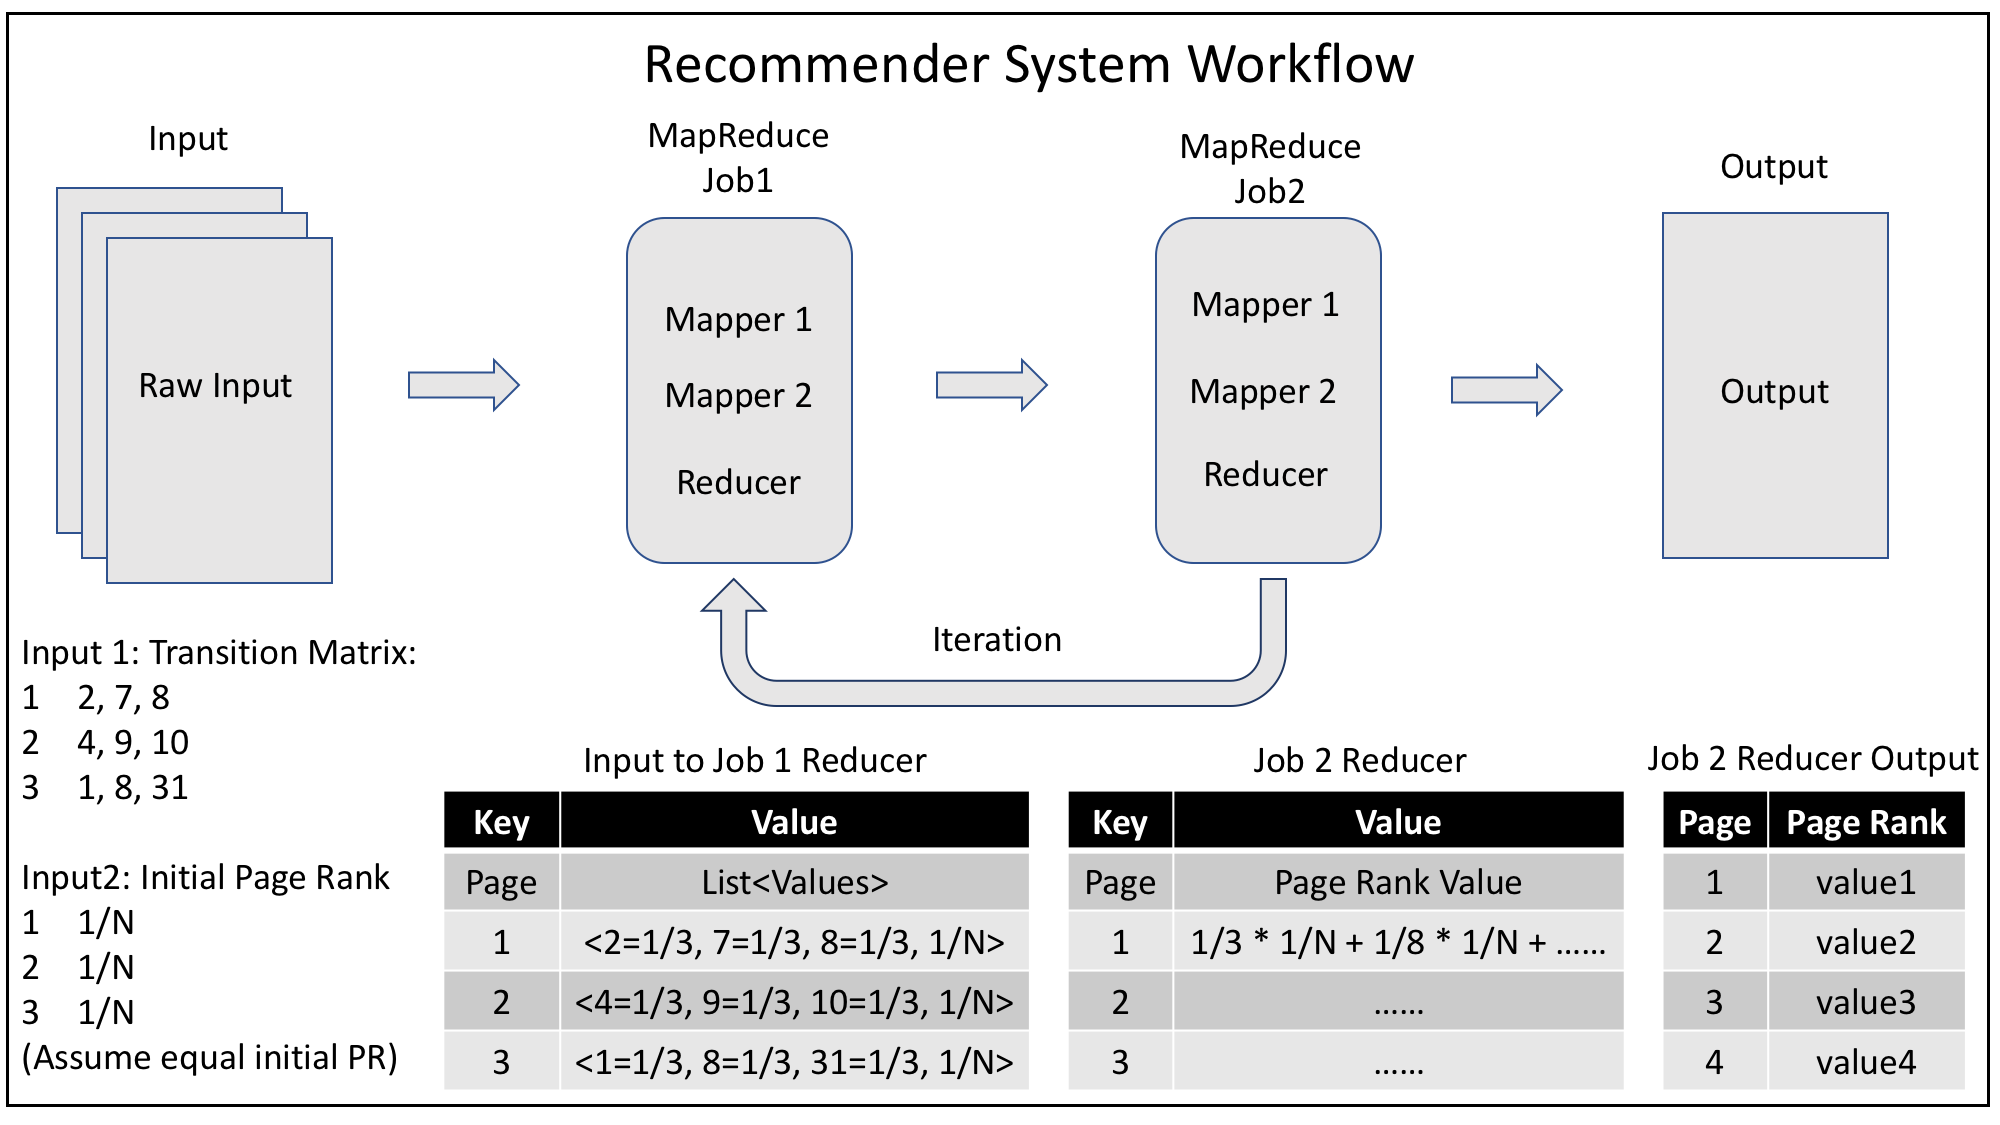 Recommender System Workflow
Input
Raw Input
MapReduce
Job1
Mapper 1
Mapper 2
Reducer
MapReduce
Job2
Mapper 1
Mapper 2
Reducer
Output
Output
Iteration
Input 1: Transition Matrix:
1 2, 7, 8
2 4, 9, 10
3 1, 8, 31
Input2: Initial Page Rank
1 1/N
2 1/N
3 1/N
(Assume equal initial PR)
Input to Job 1 Reducer
Key Value
Page List<Values>
1 <2=1/3, 7=1/3, 8=1/3, 1/N>
2 <4=1/3, 9=1/3, 10=1/3, 1/N>
3 <1=1/3, 8=1/3, 31=1/3, 1/N>
Job 2 Reducer
Key Value
Page Page Rank Value
1 1/3 * 1/N + 1/8 * 1/N + ......
2 ......
3 ......
Job 2 Reducer Output
Page Page Rank
1 value1
2 value2
3 value3
4 value4